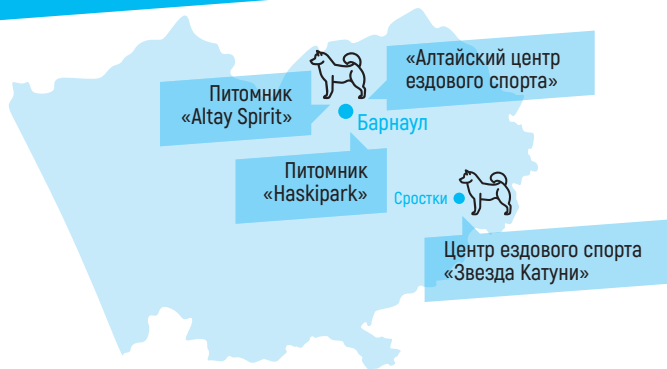 «Алтайский центр
ездового спорта»
Питомник
«Altay Spirit»
Барнаул
Питомник
«Haskipark»
Сростки
Центр ездового спорта
«Звезда Катуни»